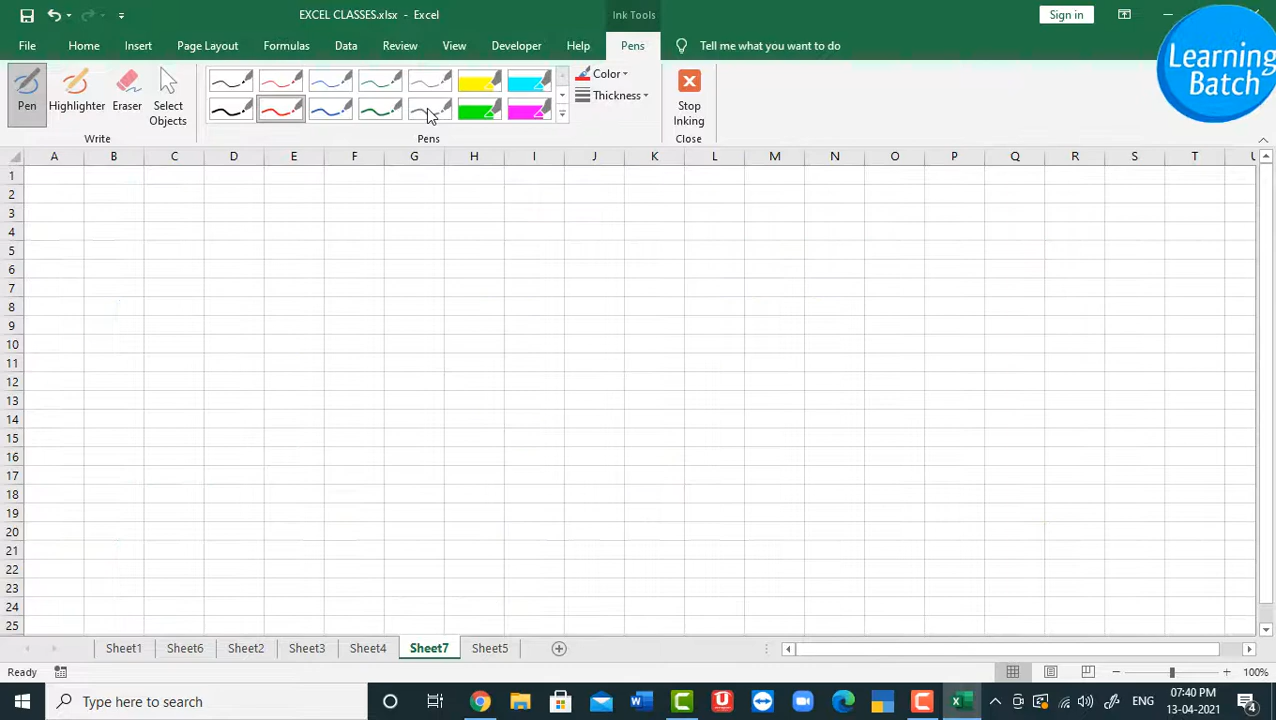 EXCEL CLASSES.xlsx - Excel
Ink Tools
Sign in
Learning
Batch
File
Home
Insert
Page Layout
Formulas
Data
Review
View
Developer
Help
Pens
Tell me what you want to do
Pen
Highlighter
Eraser
Select
Objects
Color
Thickness
Stop
Inking
Write
Pens
Close
A B C D E F G H I J K L M N O P Q R S T U
1
2
3
4
5
6
7
8
9
10
11
12
13
14
15
16
17
18
19
20
21
22
23
24
25
Sheet1 Sheet6 Sheet2 Sheet3 Sheet4 Sheet7 Sheet5
Ready
100%
Type here to search
ENG
07:40 PM
13-04-2021
4